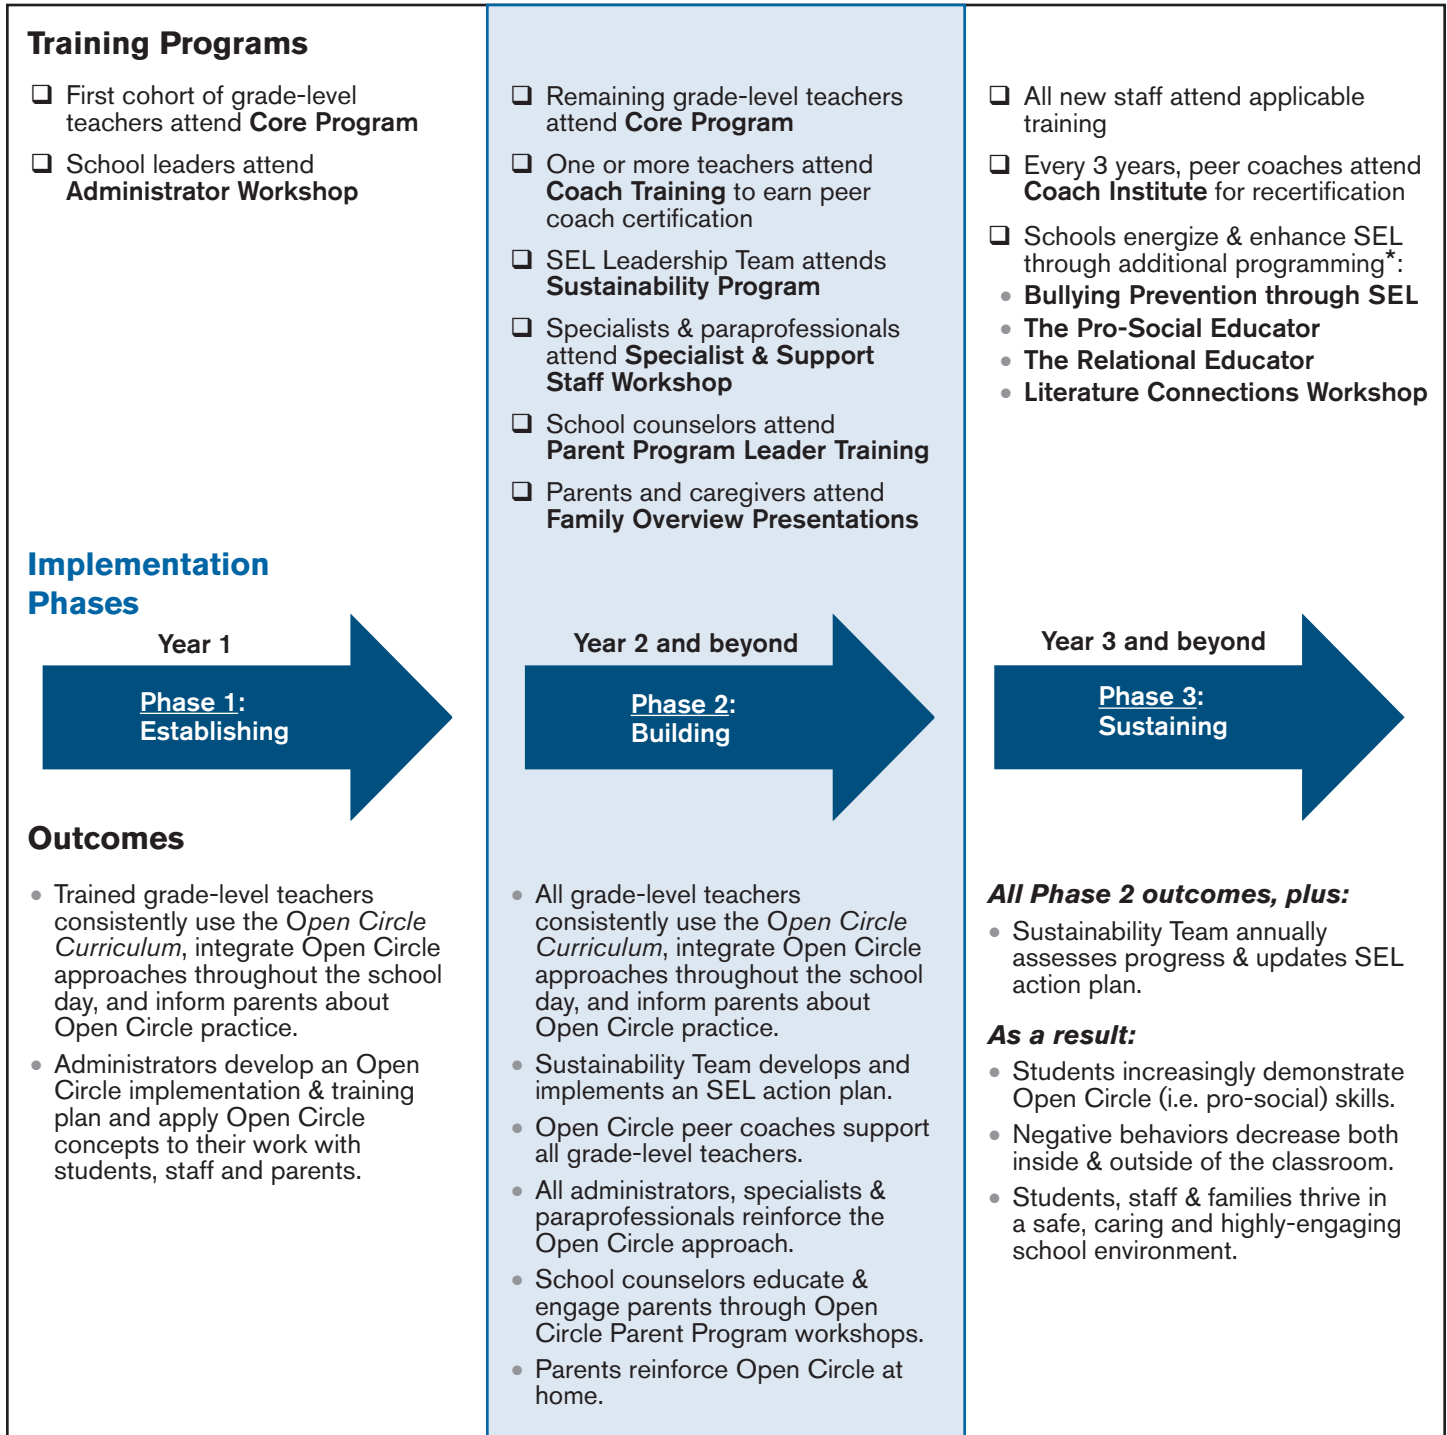 Training Programs
❑ First cohort of grade-level
teachers attend Core Program
❑ School leaders attend
Administrator Workshop
❑ Remaining grade-level teachers
attend Core Program
❑ One or more teachers attend
Coach Training to earn peer
coach certification
❑ SEL Leadership Team attends
Sustainability Program
❑ Specialists & paraprofessionals
attend Specialist & Support
Staff Workshop
❑ School counselors attend
Parent Program Leader Training
❑ Parents and caregivers attend
Family Overview Presentations
❑ All new staff attend applicable
training
❑ Every 3 years, peer coaches attend
Coach Institute for recertification
❑ Schools energize & enhance SEL
through additional programming*:
• Bullying Prevention through SEL
• The Pro-Social Educator
• The Relational Educator
• Literature Connections Workshop
Implementation
Phases
Year 1
Phase 1:
Establishing
Year 2 and beyond
Phase 2:
Building
Year 3 and beyond
Phase 3:
Sustaining
Outcomes
• Trained grade-level teachers
consistently use the Open Circle
Curriculum, integrate Open Circle
approaches throughout the school
day, and inform parents about
Open Circle practice.
• Administrators develop an Open
Circle implementation & training
plan and apply Open Circle
concepts to their work with
students, staff and parents.
• All grade-level teachers
consistently use the Open Circle
Curriculum, integrate Open Circle
approaches throughout the school
day, and inform parents about
Open Circle practice.
• Sustainability Team develops and
implements an SEL action plan.
• Open Circle peer coaches support
all grade-level teachers.
• All administrators, specialists &
paraprofessionals reinforce the
Open Circle approach.
• School counselors educate &
engage parents through Open
Circle Parent Program workshops.
• Parents reinforce Open Circle at
home.
All Phase 2 outcomes, plus:
• Sustainability Team annually
assesses progress & updates SEL
action plan.
As a result:
• Students increasingly demonstrate
Open Circle (i.e. pro-social) skills.
• Negative behaviors decrease both
inside & outside of the classroom.
• Students, staff & families thrive in
a safe, caring and highly-engaging
school environment.